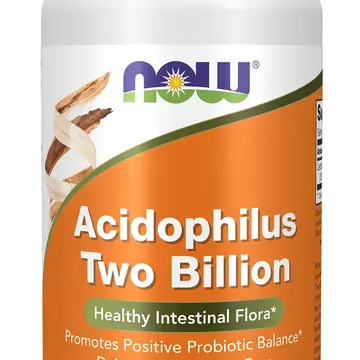 NOW®
Acidophilus
Two Billion
Healthy Intestinal Flora*
Promotes Positive Probiotic Balance*